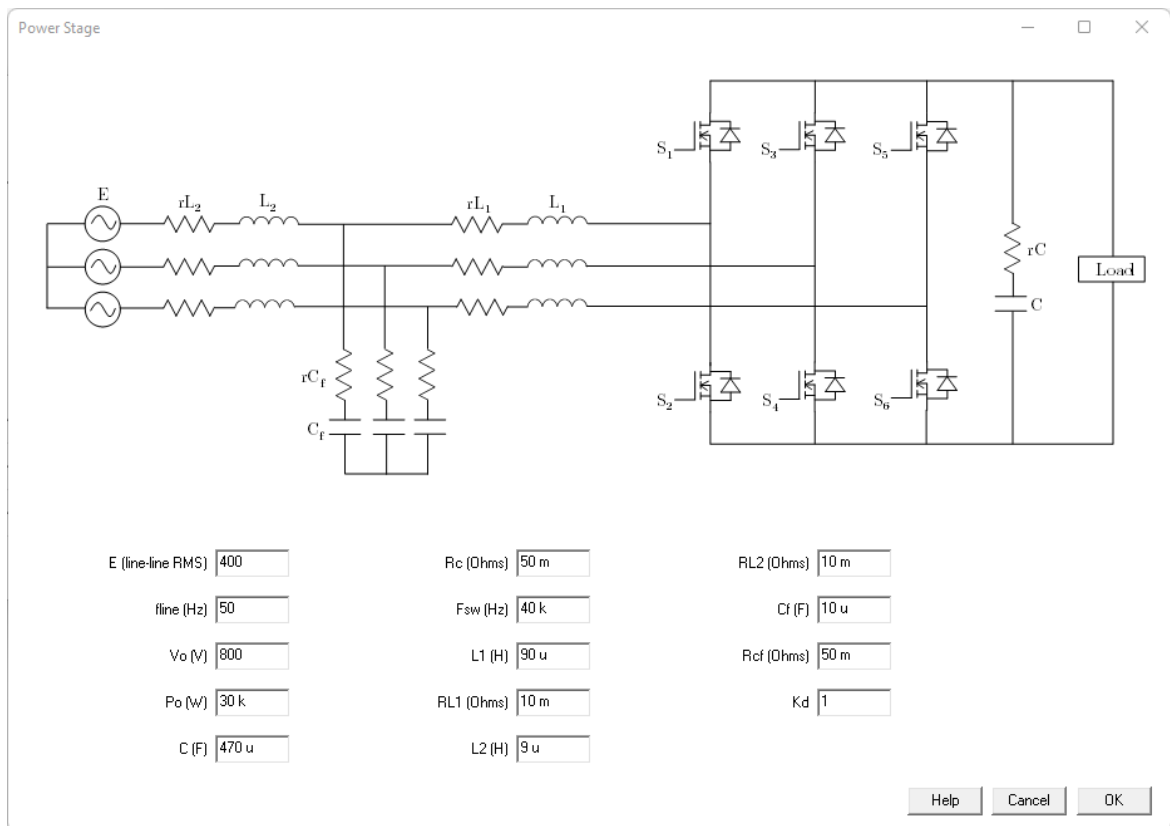 Power Stage
S₁
S₃
S₅
E
rL₂
L₂
rL₁
L₁
rC
Load
C
rC_f
C_f
S₂
S₄
S₆
E (line-line RMS) 400
fline (Hz) 50
Vo (V) 800
Po (W) 30 k
C (F) 470 u
Rc (Ohms) 50 m
Fsw (Hz) 40 k
L1 (H) 90 u
RL1 (Ohms) 10 m
L2 (H) 9 u
RL2 (Ohms) 10 m
Cf (F) 10 u
Rcf (Ohms) 50 m
Kd 1
Help Cancel OK